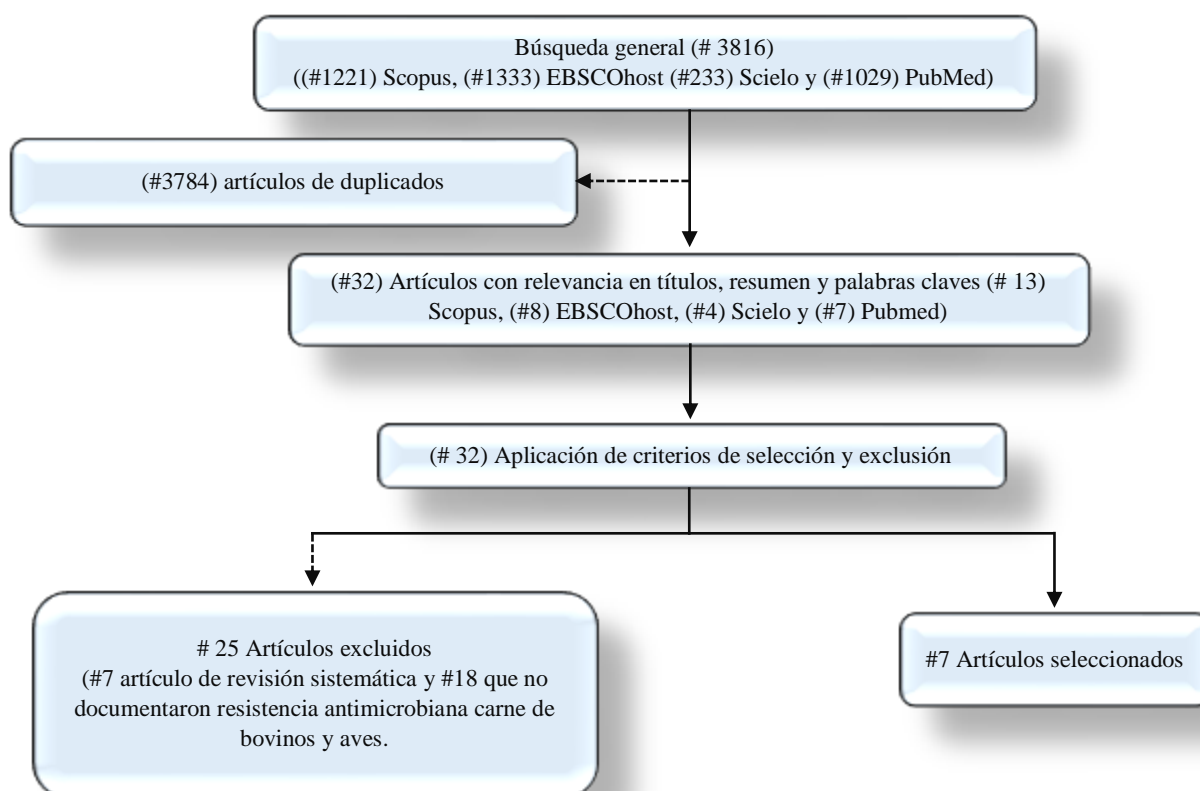 Búsqueda general (# 3816)
((#1221) Scopus, (#1333) EBSCOhost (#233) Scielo y (#1029) PubMed)
(#3784) artículos de duplicados
(#32) Artículos con relevancia en títulos, resumen y palabras claves (# 13)
Scopus, (#8) EBSCOhost, (#4) Scielo y (#7) Pubmed)
(# 32) Aplicación de criterios de selección y exclusión
# 25 Artículos excluidos
(#7 artículo de revisión sistemática y #18 que no
documentaron resistencia antimicrobiana carne de
bovinos y aves.
#7 Artículos seleccionados